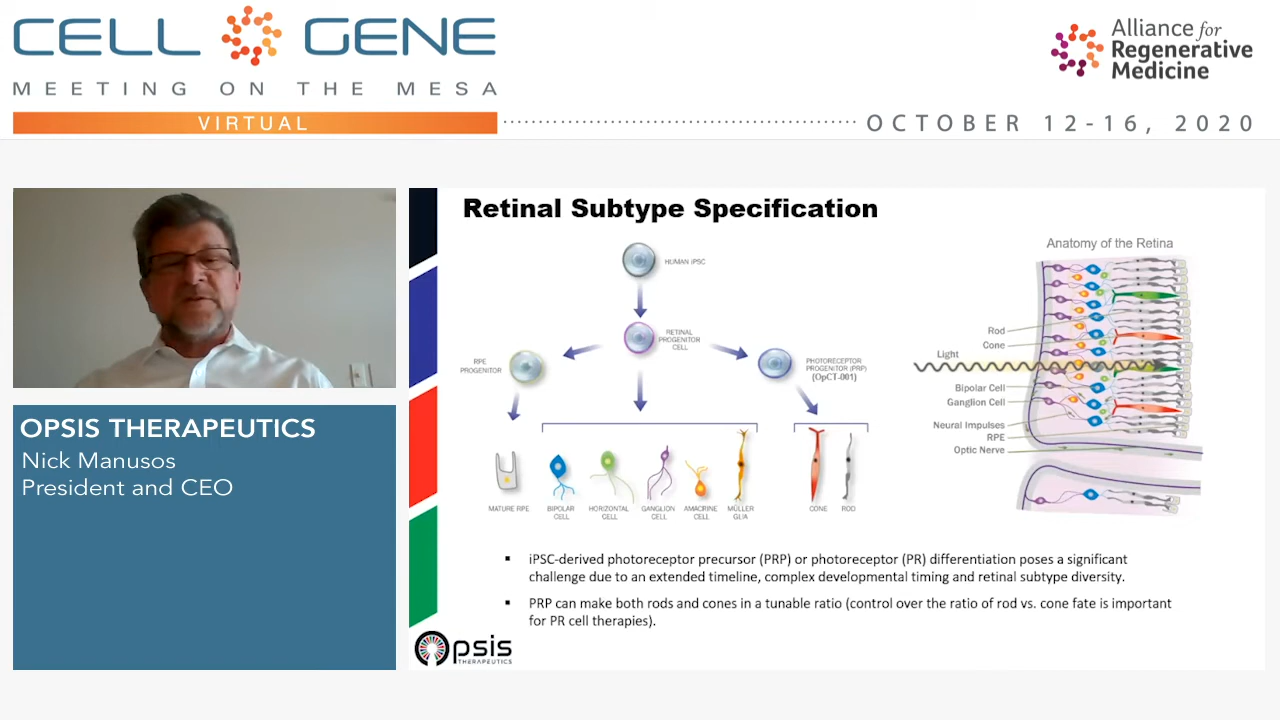 CELL GENE
MEETING ON THE MESA
VIRTUAL
Alliance for
Regenerative
Medicine
OCTOBER 12-16, 2020
OPSIS THERAPEUTICS
Nick Manusos
President and CEO
Retinal Subtype Specification
HUMAN iPSC
RETINAL
PROGENITOR
CELL
RPE
PROGENITOR
PHOTORECEPTOR
PROGENITOR (PRP)
(OpCT-001)
MATURE RPE
BIPOLAR
CELL
HORIZONTAL
CELL
GANGLION
CELL
AMACRINE
CELL
MÜLLER
GLIA
CONE
ROD
Anatomy of the Retina
Rod
Cone
Light
Bipolar Cell
Ganglion Cell
Neural Impulses
RPE
Optic Nerve
▪ iPSC-derived photoreceptor precursor (PRP) or photoreceptor (PR) differentiation poses a significant
challenge due to an extended timeline, complex developmental timing and retinal subtype diversity.
▪ PRP can make both rods and cones in a tunable ratio (control over the ratio of rod vs. cone fate is important
for PR cell therapies).
Opsis
THERAPEUTICS